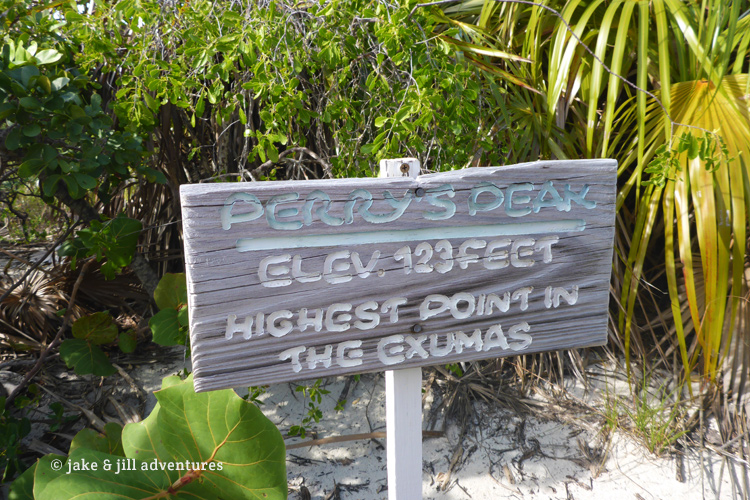 PERRY'S PEAK
ELEV. 123 FEET
HIGHEST POINT IN
THE EXUMAS
© jake & jill adventures